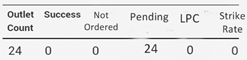 Outlet Count Success Not Ordered Pending LPC Strike Rate
24 0 0 24 0 0